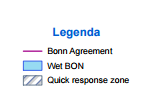 Legenda
Bonn Agreement
Wet BON
Quick response zone